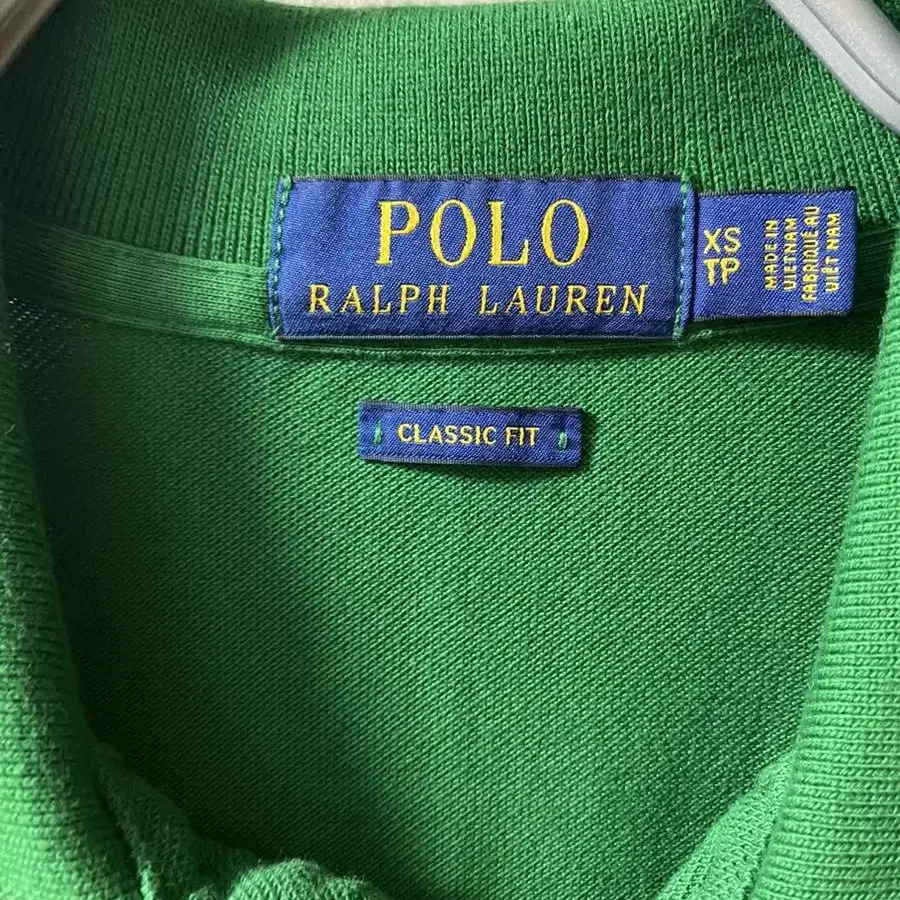 POLO
RALPH LAUREN
XS
TP
MADE IN
VIETNAM
FABRIQUÉ AU
VIÊT NAM
CLASSIC FIT